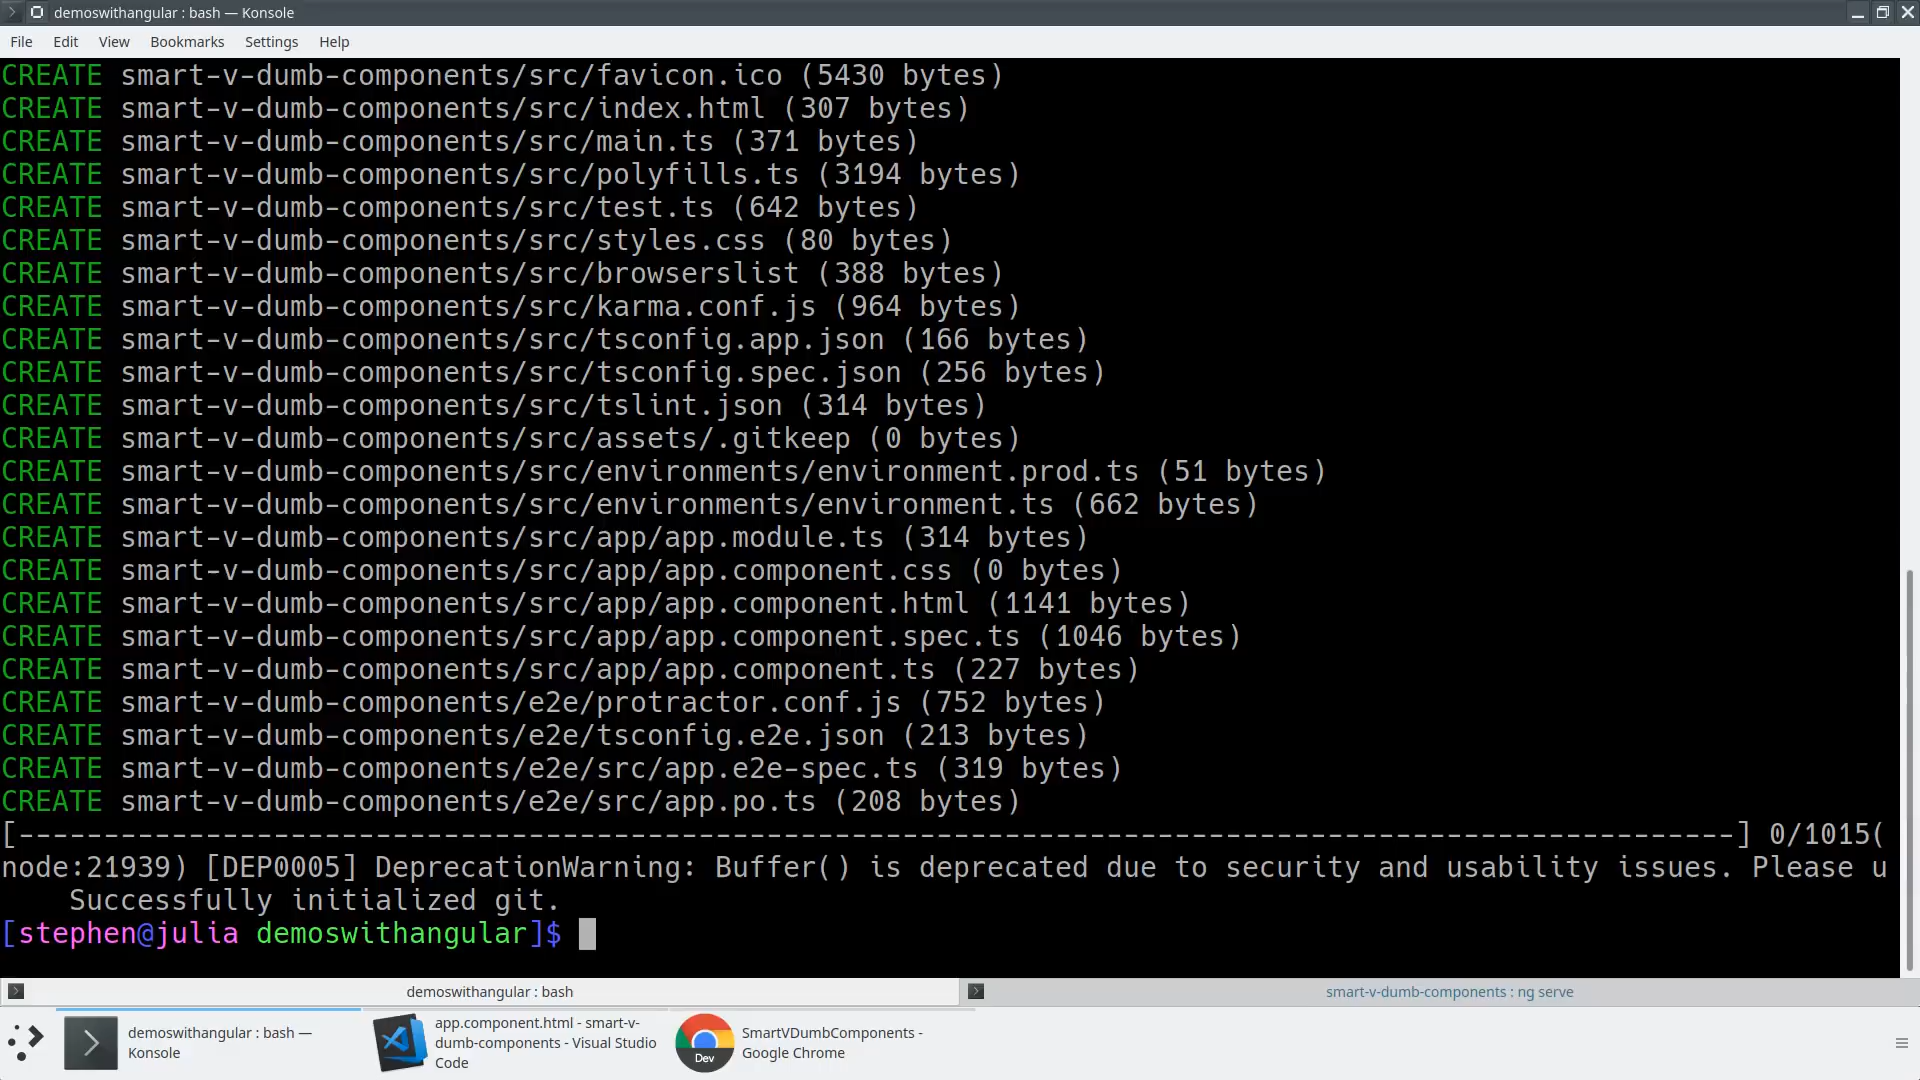 demoswithangular : bash — Konsole
File Edit View Bookmarks Settings Help
CREATE smart-v-dumb-components/src/favicon.ico (5430 bytes)
CREATE smart-v-dumb-components/src/index.html (307 bytes)
CREATE smart-v-dumb-components/src/main.ts (371 bytes)
CREATE smart-v-dumb-components/src/polyfills.ts (3194 bytes)
CREATE smart-v-dumb-components/src/test.ts (642 bytes)
CREATE smart-v-dumb-components/src/styles.css (80 bytes)
CREATE smart-v-dumb-components/src/browserslist (388 bytes)
CREATE smart-v-dumb-components/src/karma.conf.js (964 bytes)
CREATE smart-v-dumb-components/src/tsconfig.app.json (166 bytes)
CREATE smart-v-dumb-components/src/tsconfig.spec.json (256 bytes)
CREATE smart-v-dumb-components/src/tslint.json (314 bytes)
CREATE smart-v-dumb-components/src/assets/.gitkeep (0 bytes)
CREATE smart-v-dumb-components/src/environments/environment.prod.ts (51 bytes)
CREATE smart-v-dumb-components/src/environments/environment.ts (662 bytes)
CREATE smart-v-dumb-components/src/app/app.module.ts (314 bytes)
CREATE smart-v-dumb-components/src/app/app.component.css (0 bytes)
CREATE smart-v-dumb-components/src/app/app.component.html (1141 bytes)
CREATE smart-v-dumb-components/src/app/app.component.spec.ts (1046 bytes)
CREATE smart-v-dumb-components/src/app/app.component.ts (227 bytes)
CREATE smart-v-dumb-components/e2e/protractor.conf.js (752 bytes)
CREATE smart-v-dumb-components/e2e/tsconfig.e2e.json (213 bytes)
CREATE smart-v-dumb-components/e2e/src/app.e2e-spec.ts (319 bytes)
CREATE smart-v-dumb-components/e2e/src/app.po.ts (208 bytes)
[-----------------------------------------------------------------------------------------------------] 0/1015(
node:21939) [DEP0005] DeprecationWarning: Buffer() is deprecated due to security and usability issues. Please u
    Successfully initialized git.
[stephen@julia demoswithangular]$
demoswithangular : bash
smart-v-dumb-components : ng serve
demoswithangular : bash —
Konsole
app.component.html - smart-v-
dumb-components - Visual Studio
Code
Dev
SmartVDumbComponents -
Google Chrome